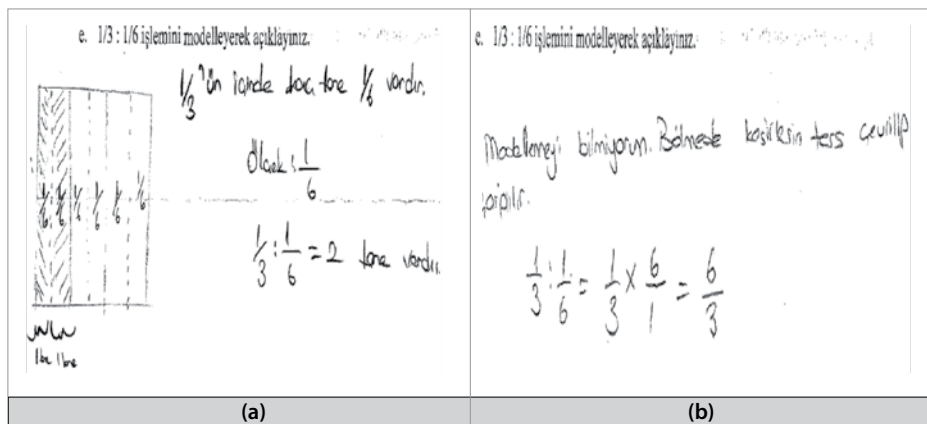 e. 1/3 : 1/6 işlemini modelleyerek açıklayınız.
1/3'ün içinde kaç tane 1/6 vardır.
Ölçek : 1/6
1/6 1/6 1/6 1/6 1/6 1/6
1/3 : 1/6 = 2 tane vardır.
1 tane 1 tane
(a)
e. 1/3 : 1/6 işlemini modelleyerek açıklayınız.
Modellemeyi bilmiyorum. Bölmede kesirlerin ters çevrilip
çarpılır.
1/3 : 1/6 = 1/3 x 6/1 = 6/3
(b)